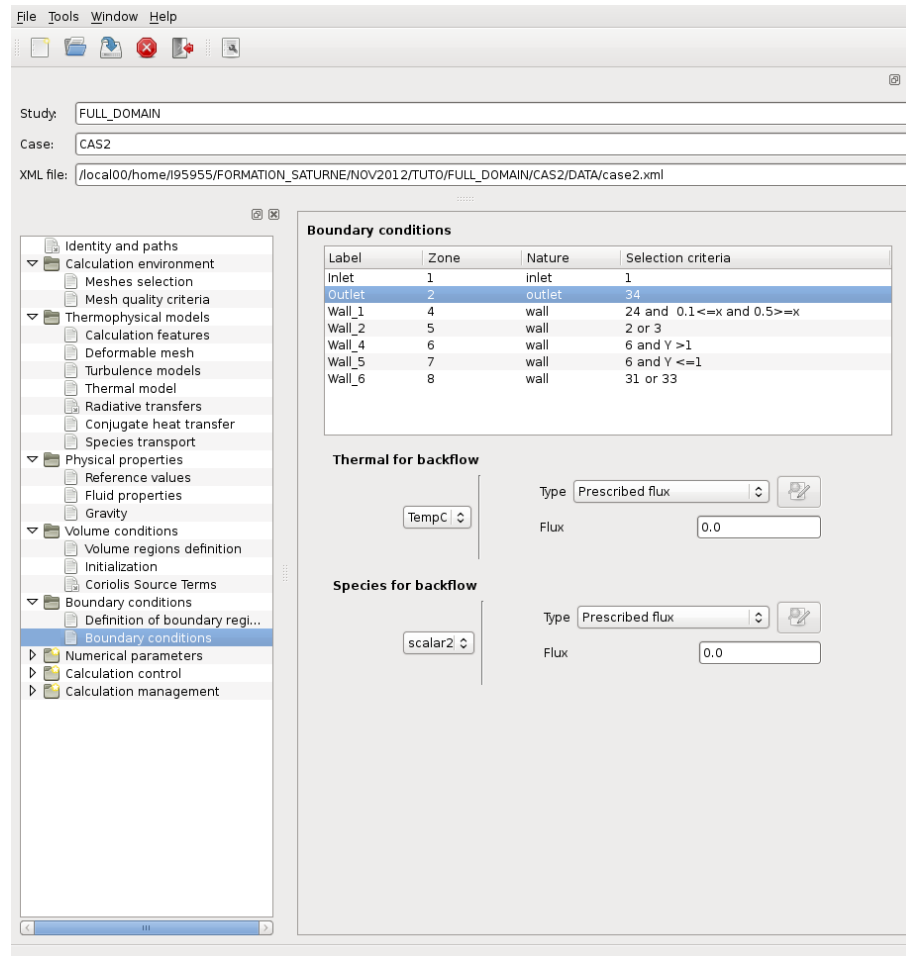 File Tools Window Help
Study: FULL_DOMAIN
Case: CAS2
XML file: /local00/home/I95955/FORMATION_SATURNE/NOV2012/TUTO/FULL_DOMAIN/CAS2/DATA/case2.xml
Identity and paths
Calculation environment
Meshes selection
Mesh quality criteria
Thermophysical models
Calculation features
Deformable mesh
Turbulence models
Thermal model
Radiative transfers
Conjugate heat transfer
Species transport
Physical properties
Reference values
Fluid properties
Gravity
Volume conditions
Volume regions definition
Initialization
Coriolis Source Terms
Boundary conditions
Definition of boundary regi...
Boundary conditions
Numerical parameters
Calculation control
Calculation management
Boundary conditions
Label Zone Nature Selection criteria
Inlet 1 inlet 1
Outlet 2 outlet 34
Wall_1 4 wall 24 and 0.1<=x and 0.5>=x
Wall_2 5 wall 2 or 3
Wall_4 6 wall 6 and Y >1
Wall_5 7 wall 6 and Y <=1
Wall_6 8 wall 31 or 33
Thermal for backflow
TempC
Type Prescribed flux
Flux 0.0
Species for backflow
scalar2
Type Prescribed flux
Flux 0.0